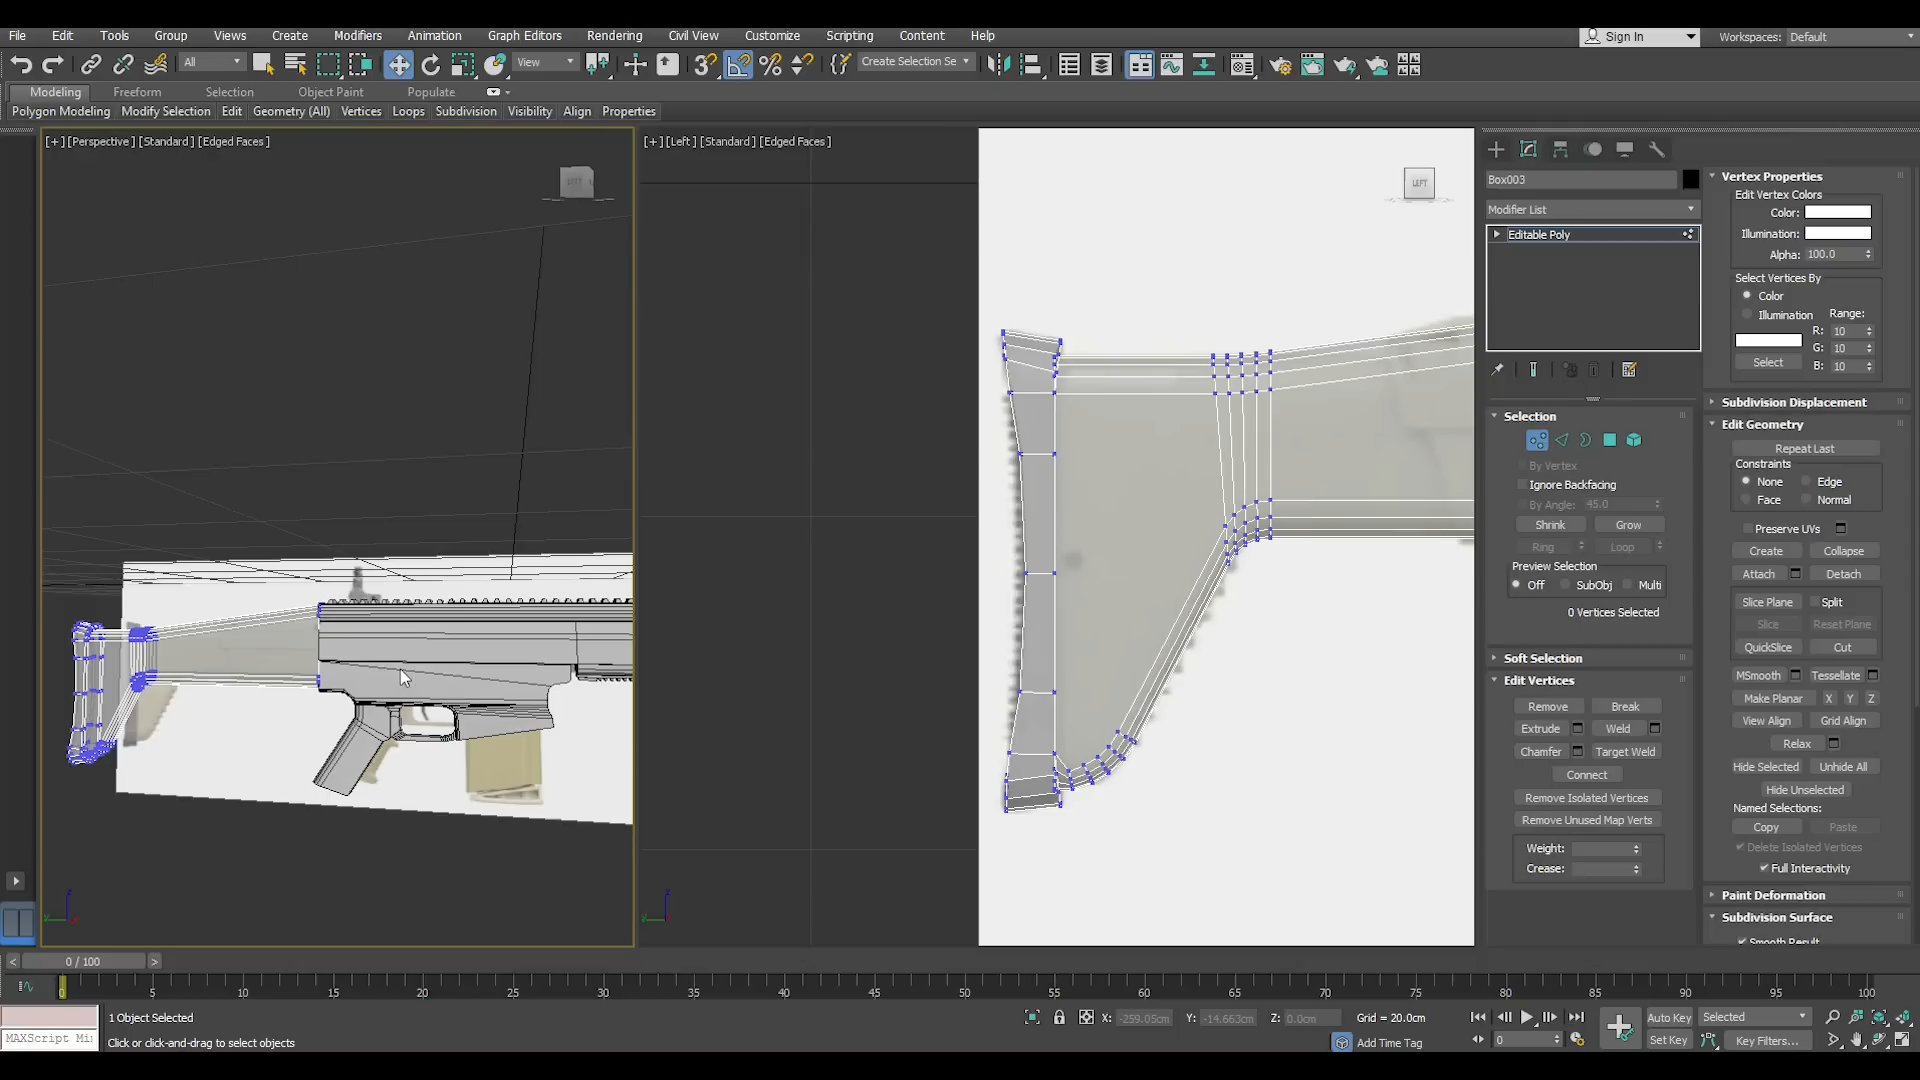 File Edit Tools Group Views Create Modifiers Animation Graph Editors Rendering Civil View Customize Scripting Content Help
Sign In Workspaces: Default
All View Create Selection Se
Modeling Freeform Selection Object Paint Populate
Polygon Modeling Modify Selection Edit Geometry (All) Vertices Loops Subdivision Visibility Align Properties
[+] [Perspective] [Standard] [Edged Faces]
[+] [Left] [Standard] [Edged Faces]
LEFT
LEFT
Box003
Modifier List
Editable Poly
Selection
By Vertex
Ignore Backfacing
By Angle: 45.0
Shrink Grow
Ring Loop
Preview Selection
Off SubObj Multi
0 Vertices Selected
Soft Selection
Edit Vertices
Remove Break
Extrude Weld
Chamfer Target Weld
Connect
Remove Isolated Vertices
Remove Unused Map Verts
Weight:
Crease:
Vertex Properties
Edit Vertex Colors
Color:
Illumination:
Alpha: 100.0
Select Vertices By
Color
Illumination Range:
R: 10
G: 10
Select B: 10
Subdivision Displacement
Edit Geometry
Repeat Last
Constraints
None Edge
Face Normal
Preserve UVs
Create Collapse
Attach Detach
Slice Plane Split
Slice Reset Plane
QuickSlice Cut
MSmooth Tessellate
Make Planar X Y Z
View Align Grid Align
Relax
Hide Selected Unhide All
Hide Unselected
Named Selections:
Copy Paste
Delete Isolated Vertices
Full Interactivity
Paint Deformation
Subdivision Surface
Smooth Result
z y x
z y
< 0 / 100 >
0 5 10 15 20 25 30 35 40 45 50 55 60 65 70 75 80 85 90 95 100
1 Object Selected X: -259.05cm Y: -14.663cm Z: 0.0cm Grid = 20.0cm Auto Key Selected
MAXScript Mi Click or click-and-drag to select objects Add Time Tag 0 Set Key Key Filters...